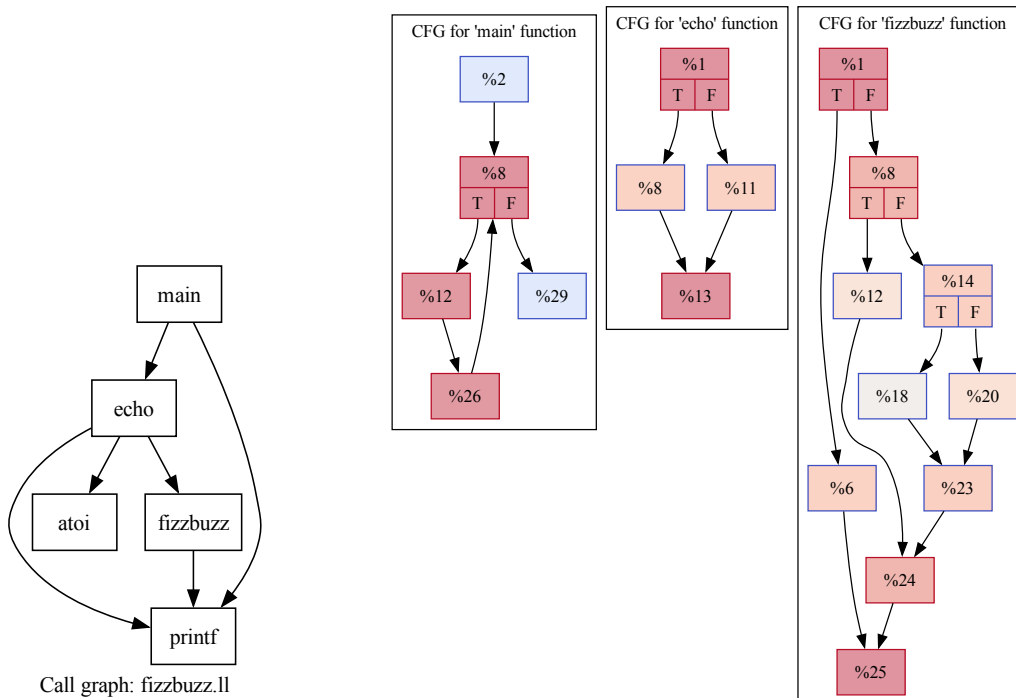 main
echo
atoi
fizzbuzz
printf
Call graph: fizzbuzz.ll
CFG for 'main' function
%2
%8
T F
%12
%29
%26
CFG for 'echo' function
%1
T F
%8
%11
%13
CFG for 'fizzbuzz' function
%1
T F
%8
T F
%12
%14
T F
%18
%20
%6
%23
%24
%25